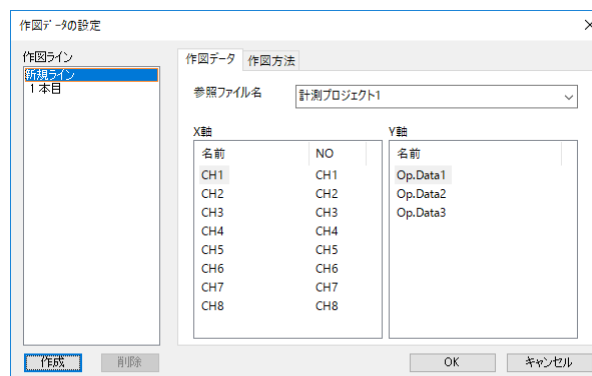 作図データの設定
作図ライン
新規ライン
1本目
作成
削除
作図データ
作図方法
参照ファイル名
計測プロジェクト1
X軸
名前 NO
CH1 CH1
CH2 CH2
CH3 CH3
CH4 CH4
CH5 CH5
CH6 CH6
CH7 CH7
CH8 CH8
Y軸
名前
Op.Data1
Op.Data2
Op.Data3
OK
キャンセル